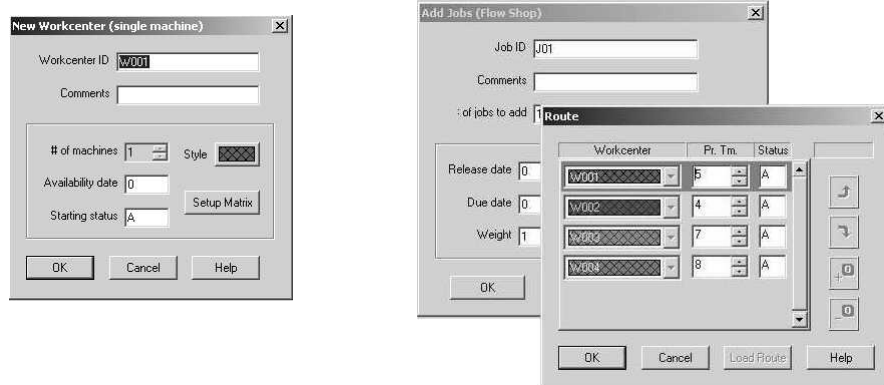 New Workcenter (single machine)
Workcenter ID W001
Comments
# of machines 1 Style
Availability date 0
Setup Matrix
Starting status A
OK Cancel Help
Add Jobs (Flow Shop)
Job ID J01
Comments
of jobs to add 1
Release date 0
Due date 0
Weight 1
OK
Route
Workcenter Pr. Tm. Status
W001 5 A
W002 4 A
W003 7 A
W004 8 A
OK Cancel Load Route Help